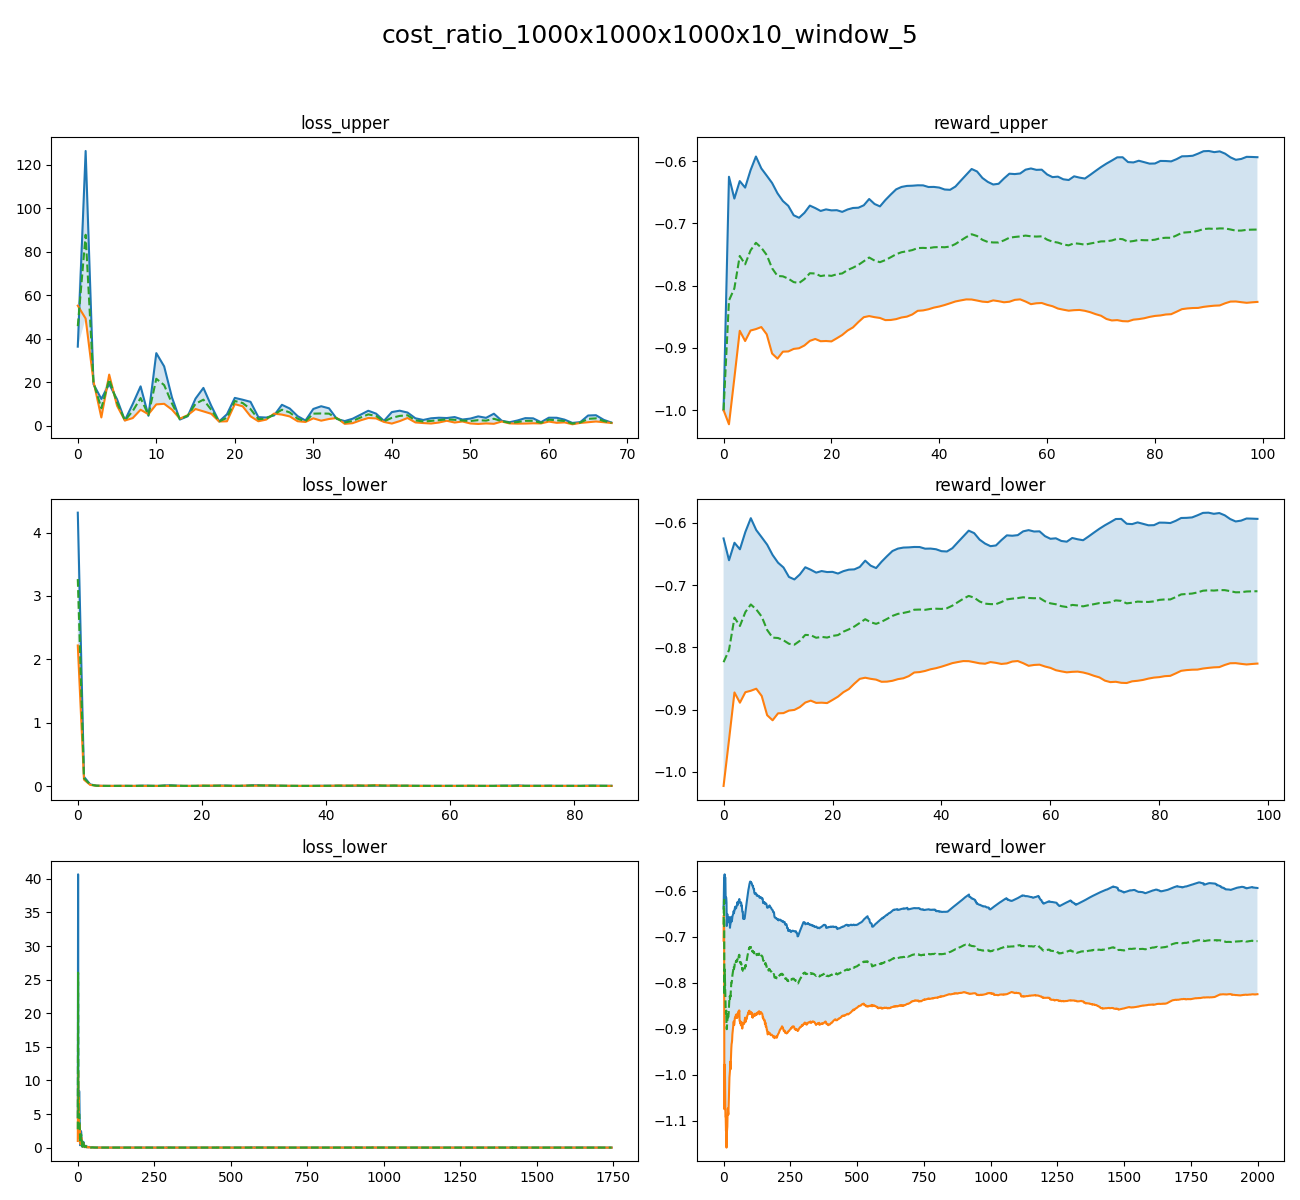 cost_ratio_1000x1000x1000x10_window_5
loss_upper
reward_upper
120
100
80
60
40
20
0
0 10 20 30 40 50 60 70
−0.6
−0.7
−0.8
−0.9
−1.0
0 20 40 60 80 100
loss_lower
reward_lower
4
3
2
1
0
0 20 40 60 80
−0.6
−0.7
−0.8
−0.9
−1.0
0 20 40 60 80 100
loss_lower
reward_lower
40
35
30
25
20
15
10
5
0
0 250 500 750 1000 1250 1500 1750
−0.6
−0.7
−0.8
−0.9
−1.0
−1.1
0 250 500 750 1000 1250 1500 1750 2000